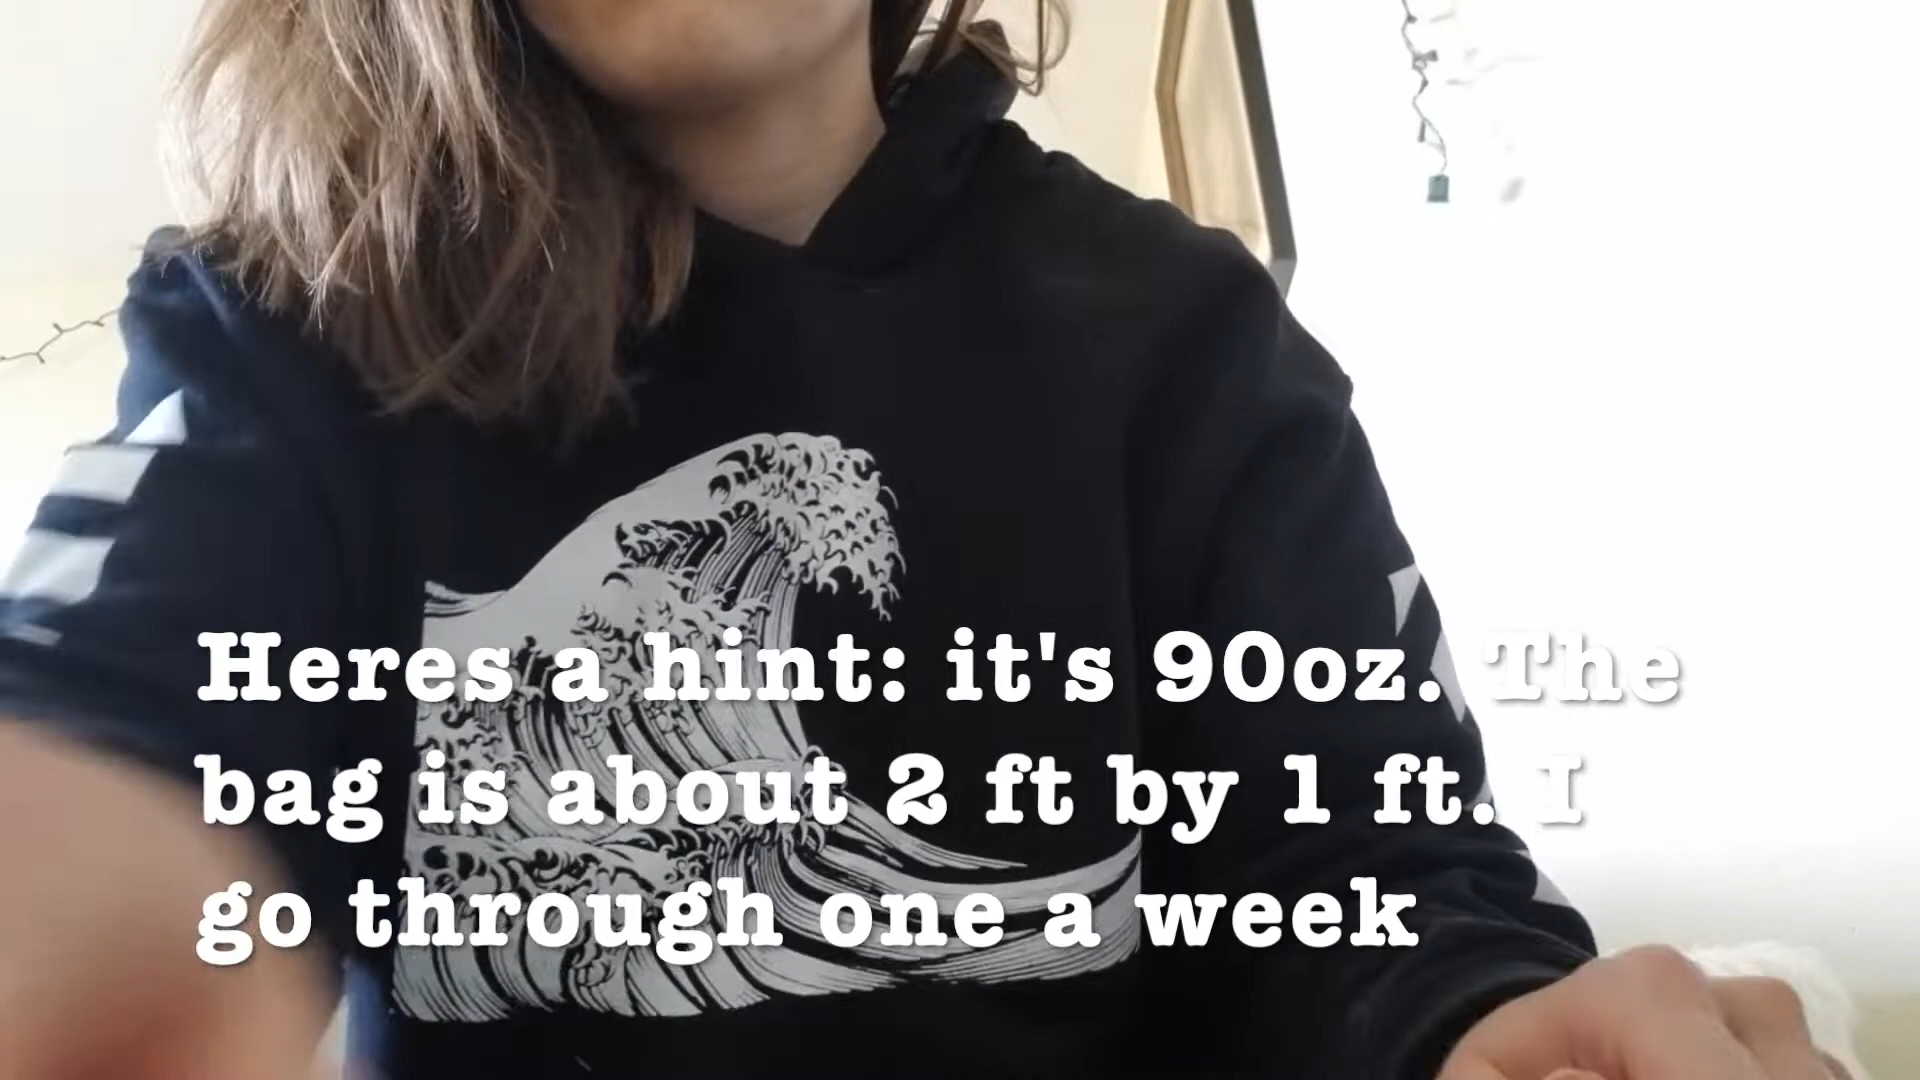 Heres a hint: it's 90oz. The
bag is about 2 ft by 1 ft. I
go through one a week